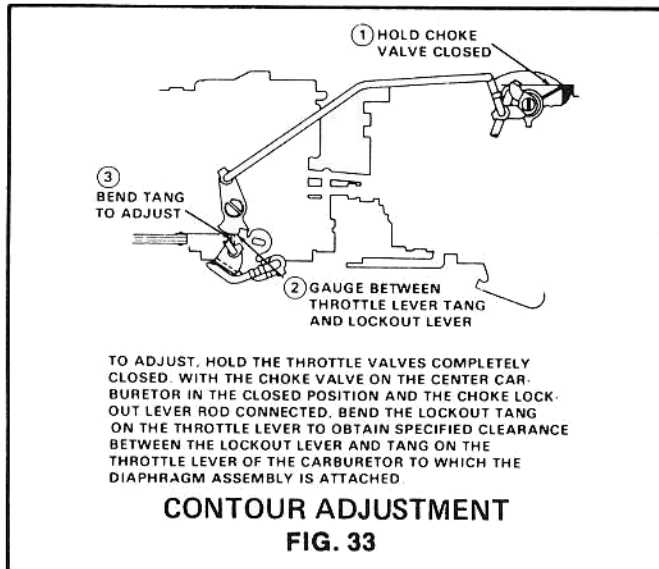 ① HOLD CHOKE
VALVE CLOSED
③
BEND TANG
TO ADJUST
② GAUGE BETWEEN
THROTTLE LEVER TANG
AND LOCKOUT LEVER
TO ADJUST, HOLD THE THROTTLE VALVES COMPLETELY
CLOSED. WITH THE CHOKE VALVE ON THE CENTER CAR-
BURETOR IN THE CLOSED POSITION AND THE CHOKE LOCK-
OUT LEVER ROD CONNECTED, BEND THE LOCKOUT TANG
ON THE THROTTLE LEVER TO OBTAIN SPECIFIED CLEARANCE
BETWEEN THE LOCKOUT LEVER AND TANG ON THE
THROTTLE LEVER OF THE CARBURETOR TO WHICH THE
DIAPHRAGM ASSEMBLY IS ATTACHED.
CONTOUR ADJUSTMENT
FIG. 33